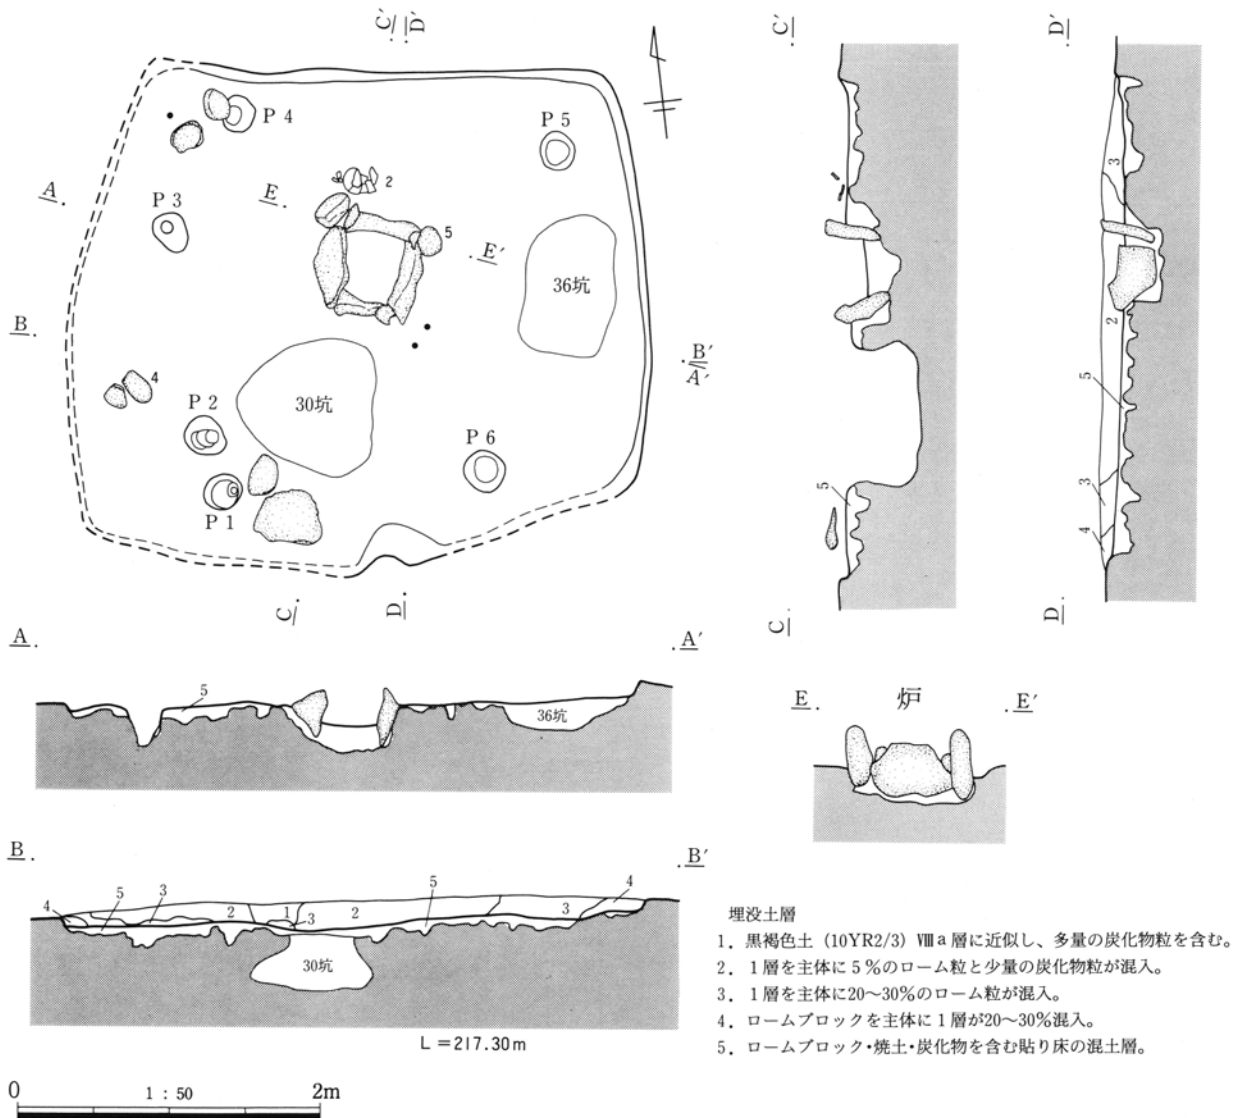 C′ D′
P 4
P 5
A
E
2
P 3
5
E′
36坑
B
B′
A′
4
30坑
P 2
P 6
P 1
C
D
C′
5
C
D′
3
2
5
3
4
D
A
A′
5
36坑
E
炉
E′
B
B′
4
5
3
2
1
3
2
5
3
4
30坑
L＝217.30m
埋没土層
1．黒褐色土（10YR2/3）Ⅷa層に近似し、多量の炭化物粒を含む。
2．1層を主体に5％のローム粒と少量の炭化物粒が混入。
3．1層を主体に20〜30％のローム粒が混入。
4．ロームブロックを主体に1層が20〜30％混入。
5．ロームブロック・焼土・炭化物を含む貼り床の混土層。
0
1：50
2m